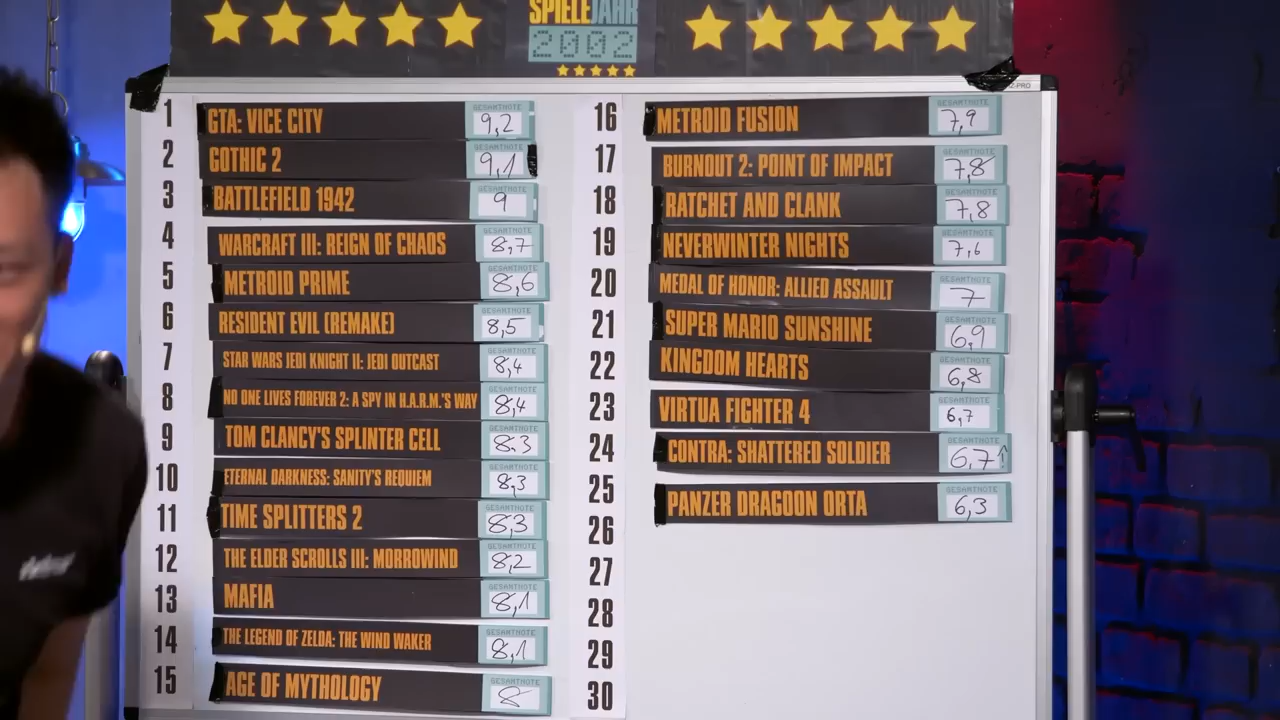 SPIELEJAHR
2002
1 GTA: VICE CITY GESAMTNOTE 9,2
2 GOTHIC 2 GESAMTNOTE 9,1
3 BATTLEFIELD 1942 GESAMTNOTE 9
4 WARCRAFT III: REIGN OF CHAOS GESAMTNOTE 8,7
5 METROID PRIME GESAMTNOTE 8,6
6 RESIDENT EVIL (REMAKE) GESAMTNOTE 8,5
7 STAR WARS JEDI KNIGHT II: JEDI OUTCAST GESAMTNOTE 8,4
8 NO ONE LIVES FOREVER 2: A SPY IN H.A.R.M.'S WAY GESAMTNOTE 8,4
9 TOM CLANCY'S SPLINTER CELL GESAMTNOTE 8,3
10 ETERNAL DARKNESS: SANITY'S REQUIEM GESAMTNOTE 8,3
11 TIME SPLITTERS 2 GESAMTNOTE 8,3
12 THE ELDER SCROLLS III: MORROWIND GESAMTNOTE 8,2
13 MAFIA GESAMTNOTE 8,1
14 THE LEGEND OF ZELDA: THE WIND WAKER GESAMTNOTE 8,1
15 AGE OF MYTHOLOGY GESAMTNOTE 8
16 METROID FUSION GESAMTNOTE 7,9
17 BURNOUT 2: POINT OF IMPACT GESAMTNOTE 7,8
18 RATCHET AND CLANK GESAMTNOTE 7,8
19 NEVERWINTER NIGHTS GESAMTNOTE 7,6
20 MEDAL OF HONOR: ALLIED ASSAULT GESAMTNOTE 7
21 SUPER MARIO SUNSHINE GESAMTNOTE 6,9
22 KINGDOM HEARTS GESAMTNOTE 6,8
23 VIRTUA FIGHTER 4 GESAMTNOTE 6,7
24 CONTRA: SHATTERED SOLDIER GESAMTNOTE 6,7↑
25 PANZER DRAGOON ORTA GESAMTNOTE 6,3
26
27
28
29
30